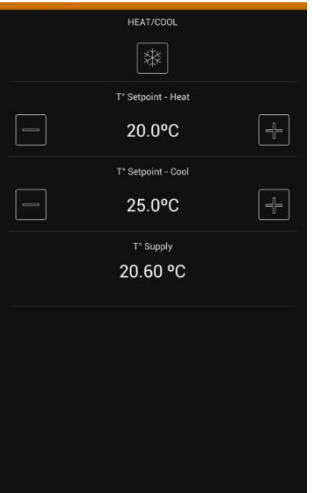 HEAT/COOL
T° Setpoint - Heat
20.0ºC
T° Setpoint - Cool
25.0ºC
T° Supply
20.60 ºC